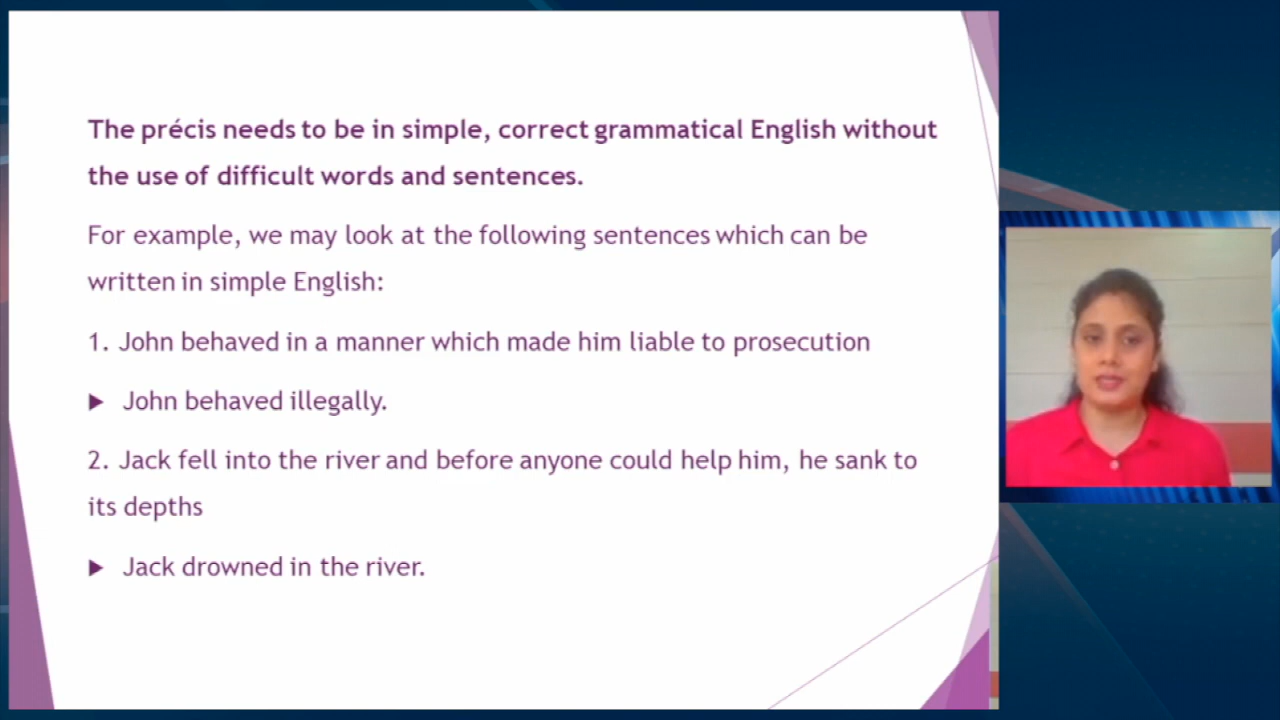 The précis needs to be in simple, correct grammatical English without
the use of difficult words and sentences.
For example, we may look at the following sentences which can be
written in simple English:
1. John behaved in a manner which made him liable to prosecution
▶ John behaved illegally.
2. Jack fell into the river and before anyone could help him, he sank to
its depths
▶ Jack drowned in the river.